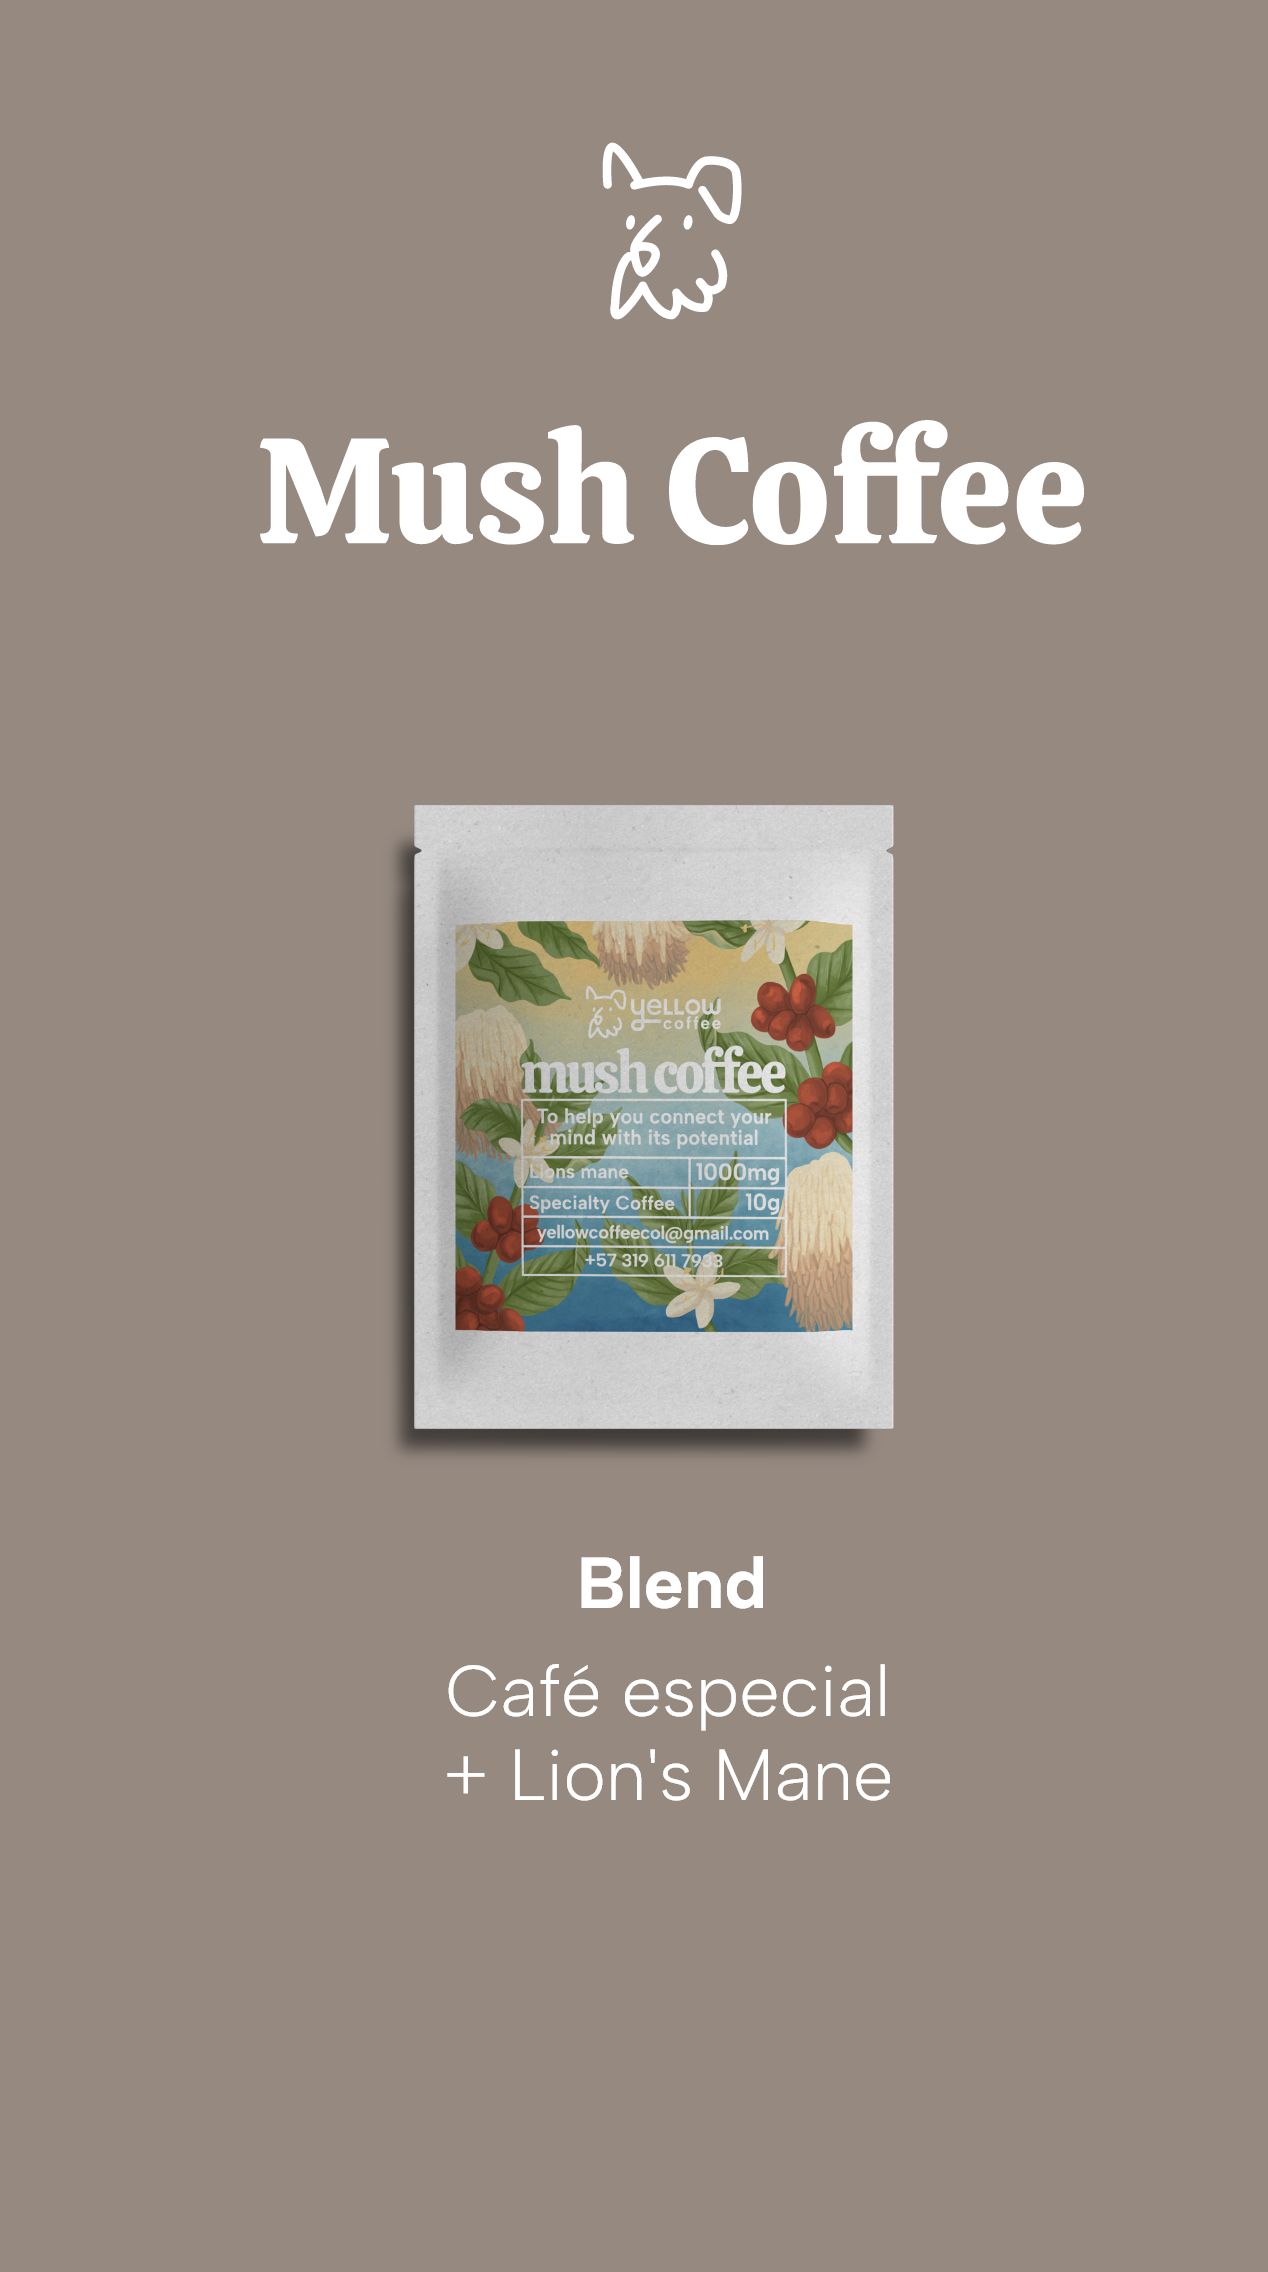 Mush Coffee
yellow
coffee
mush coffee
To help you connect your
mind with its potential
Lions mane 1000mg
Specialty Coffee 10g
yellowcoffeecol@gmail.com
+57 319 611 7933
Blend
Café especial
+ Lion's Mane